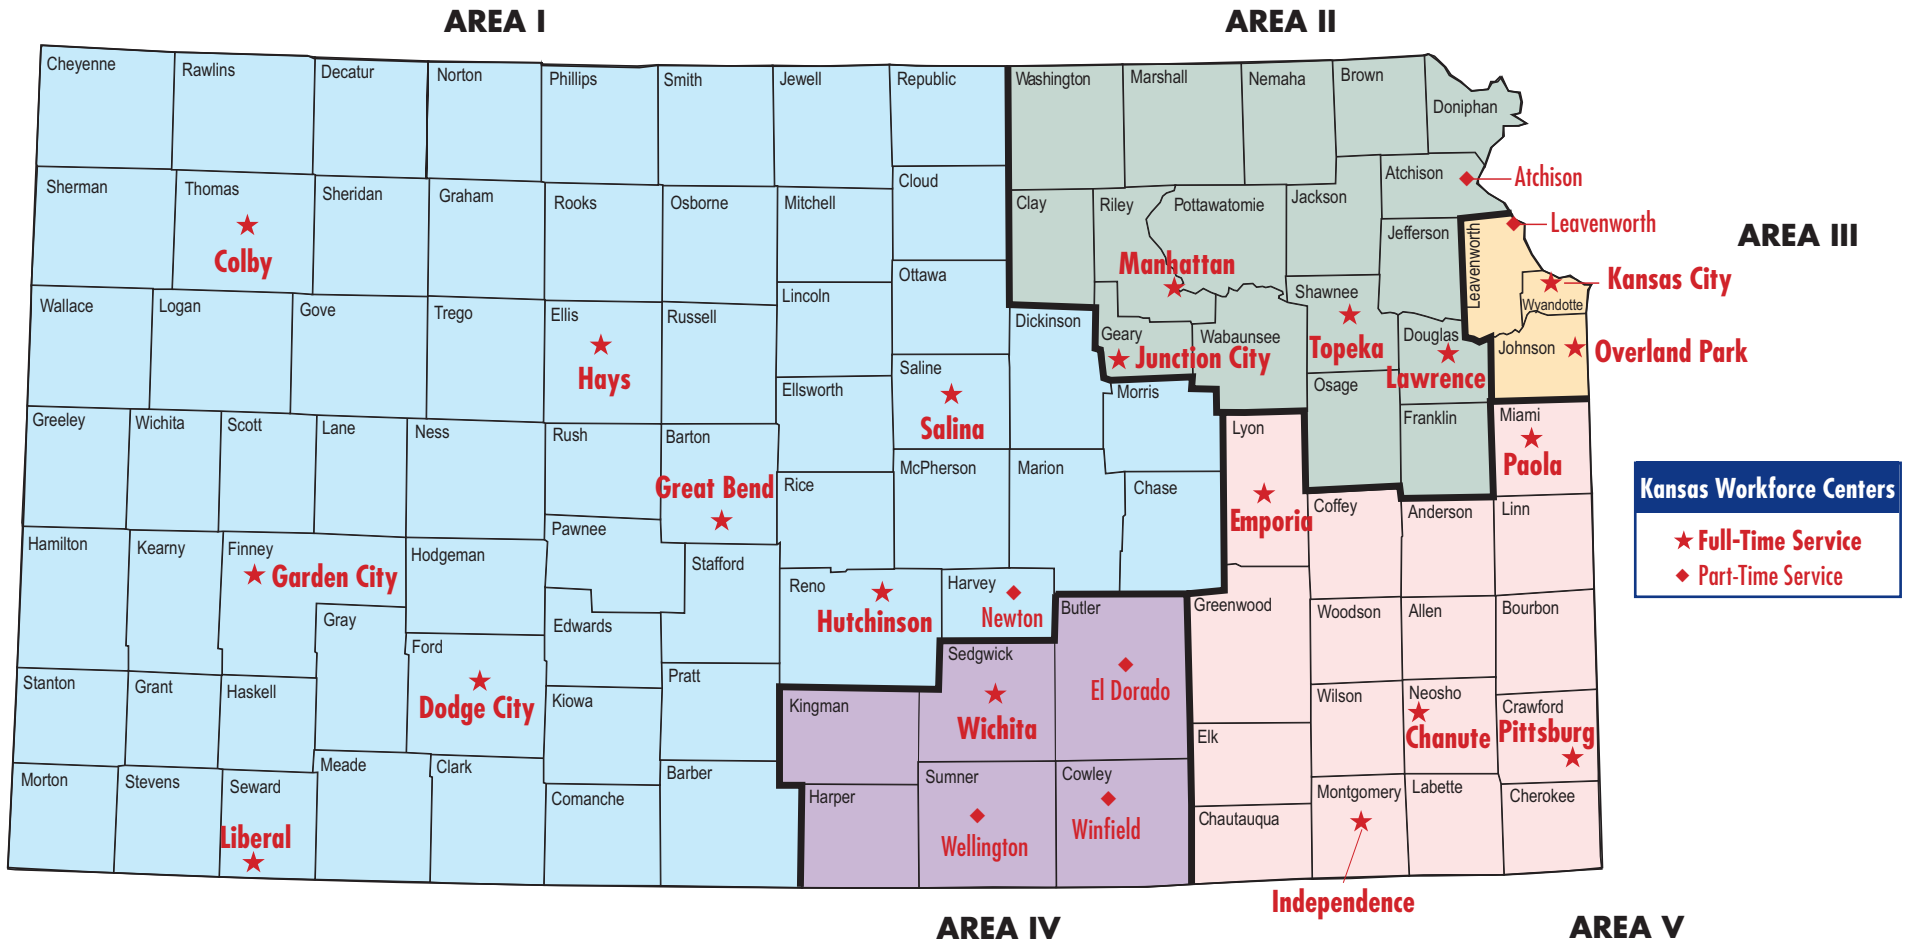 AREA I
AREA II
Cheyenne
Rawlins
Decatur
Norton
Phillips
Smith
Jewell
Republic
Washington
Marshall
Nemaha
Brown
Doniphan
Sherman
Thomas
Colby
Sheridan
Graham
Rooks
Osborne
Mitchell
Cloud
Clay
Riley
Manhattan
Pottawatomie
Jackson
Atchison
Atchison
Jefferson
Leavenworth
Leavenworth
AREA III
Wyandotte
Kansas City
Wallace
Logan
Gove
Trego
Ellis
Hays
Russell
Lincoln
Ottawa
Dickinson
Geary
Junction City
Wabaunsee
Shawnee
Topeka
Douglas
Lawrence
Johnson
Overland Park
Ellsworth
Saline
Salina
Morris
Osage
Franklin
Miami
Paola
Greeley
Wichita
Scott
Lane
Ness
Rush
Barton
Great Bend
Rice
McPherson
Marion
Chase
Lyon
Emporia
Coffey
Anderson
Linn
Kansas Workforce Centers
Full-Time Service
Part-Time Service
Hamilton
Kearny
Finney
Garden City
Hodgeman
Pawnee
Stafford
Reno
Hutchinson
Harvey
Newton
Butler
El Dorado
Greenwood
Woodson
Allen
Bourbon
Gray
Ford
Dodge City
Edwards
Pratt
Sedgwick
Wichita
Stanton
Grant
Haskell
Kiowa
Kingman
Elk
Wilson
Neosho
Chanute
Crawford
Pittsburg
Morton
Stevens
Seward
Liberal
Meade
Clark
Comanche
Barber
Harper
Sumner
Wellington
Cowley
Winfield
Chautauqua
Montgomery
Independence
Labette
Cherokee
AREA IV
AREA V